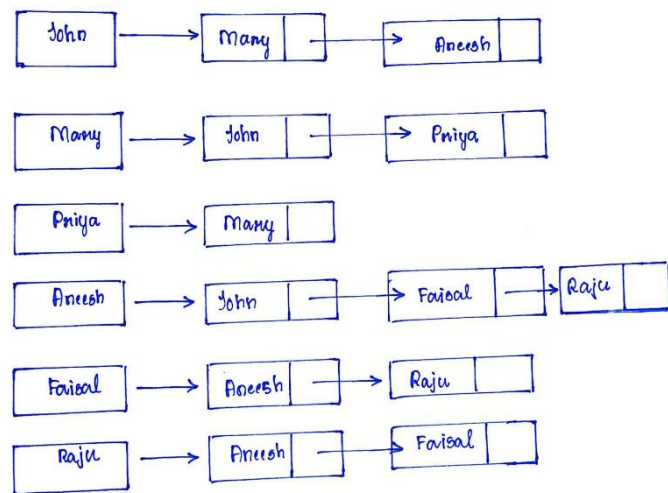 John Mary Aneesh
Mary John Priya
Priya Mary
Aneesh John Faisal Raju
Faisal Aneesh Raju
Raju Aneesh Faisal